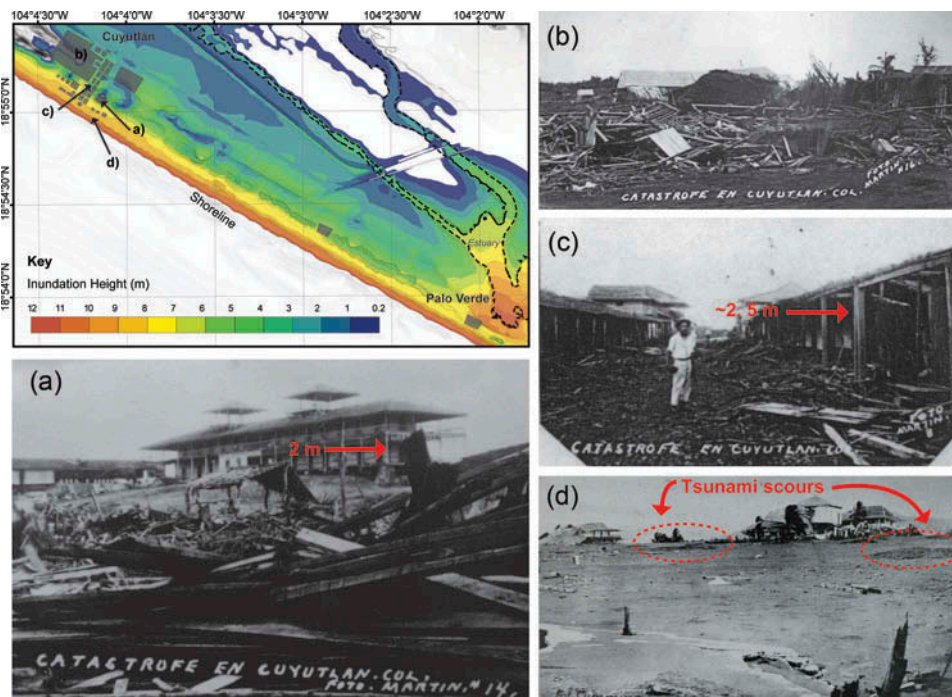 104°4'30"W
104°4'0"W
104°3'30"W
104°3'0"W
104°2'30"W
104°2'0"W
18°55'0"N
18°54'30"N
18°54'0"N
Cuyutlan
b)
c)
a)
d)
Shoreline
Estuary
Palo Verde
Key
Inundation Height (m)
12 11 10 9 8 7 6 5 4 3 2 1 0.2
(b)
CATASTROFE EN CUYUTLAN. COL.
FOTO
(c)
~2, 5 m
CATASTROFE EN CUYUTLAN. COL.
FOTO
(a)
2 m
CATASTROFE EN CUYUTLAN. COL.
FOTO. MARTIN. # 14,
(d)
Tsunami scours